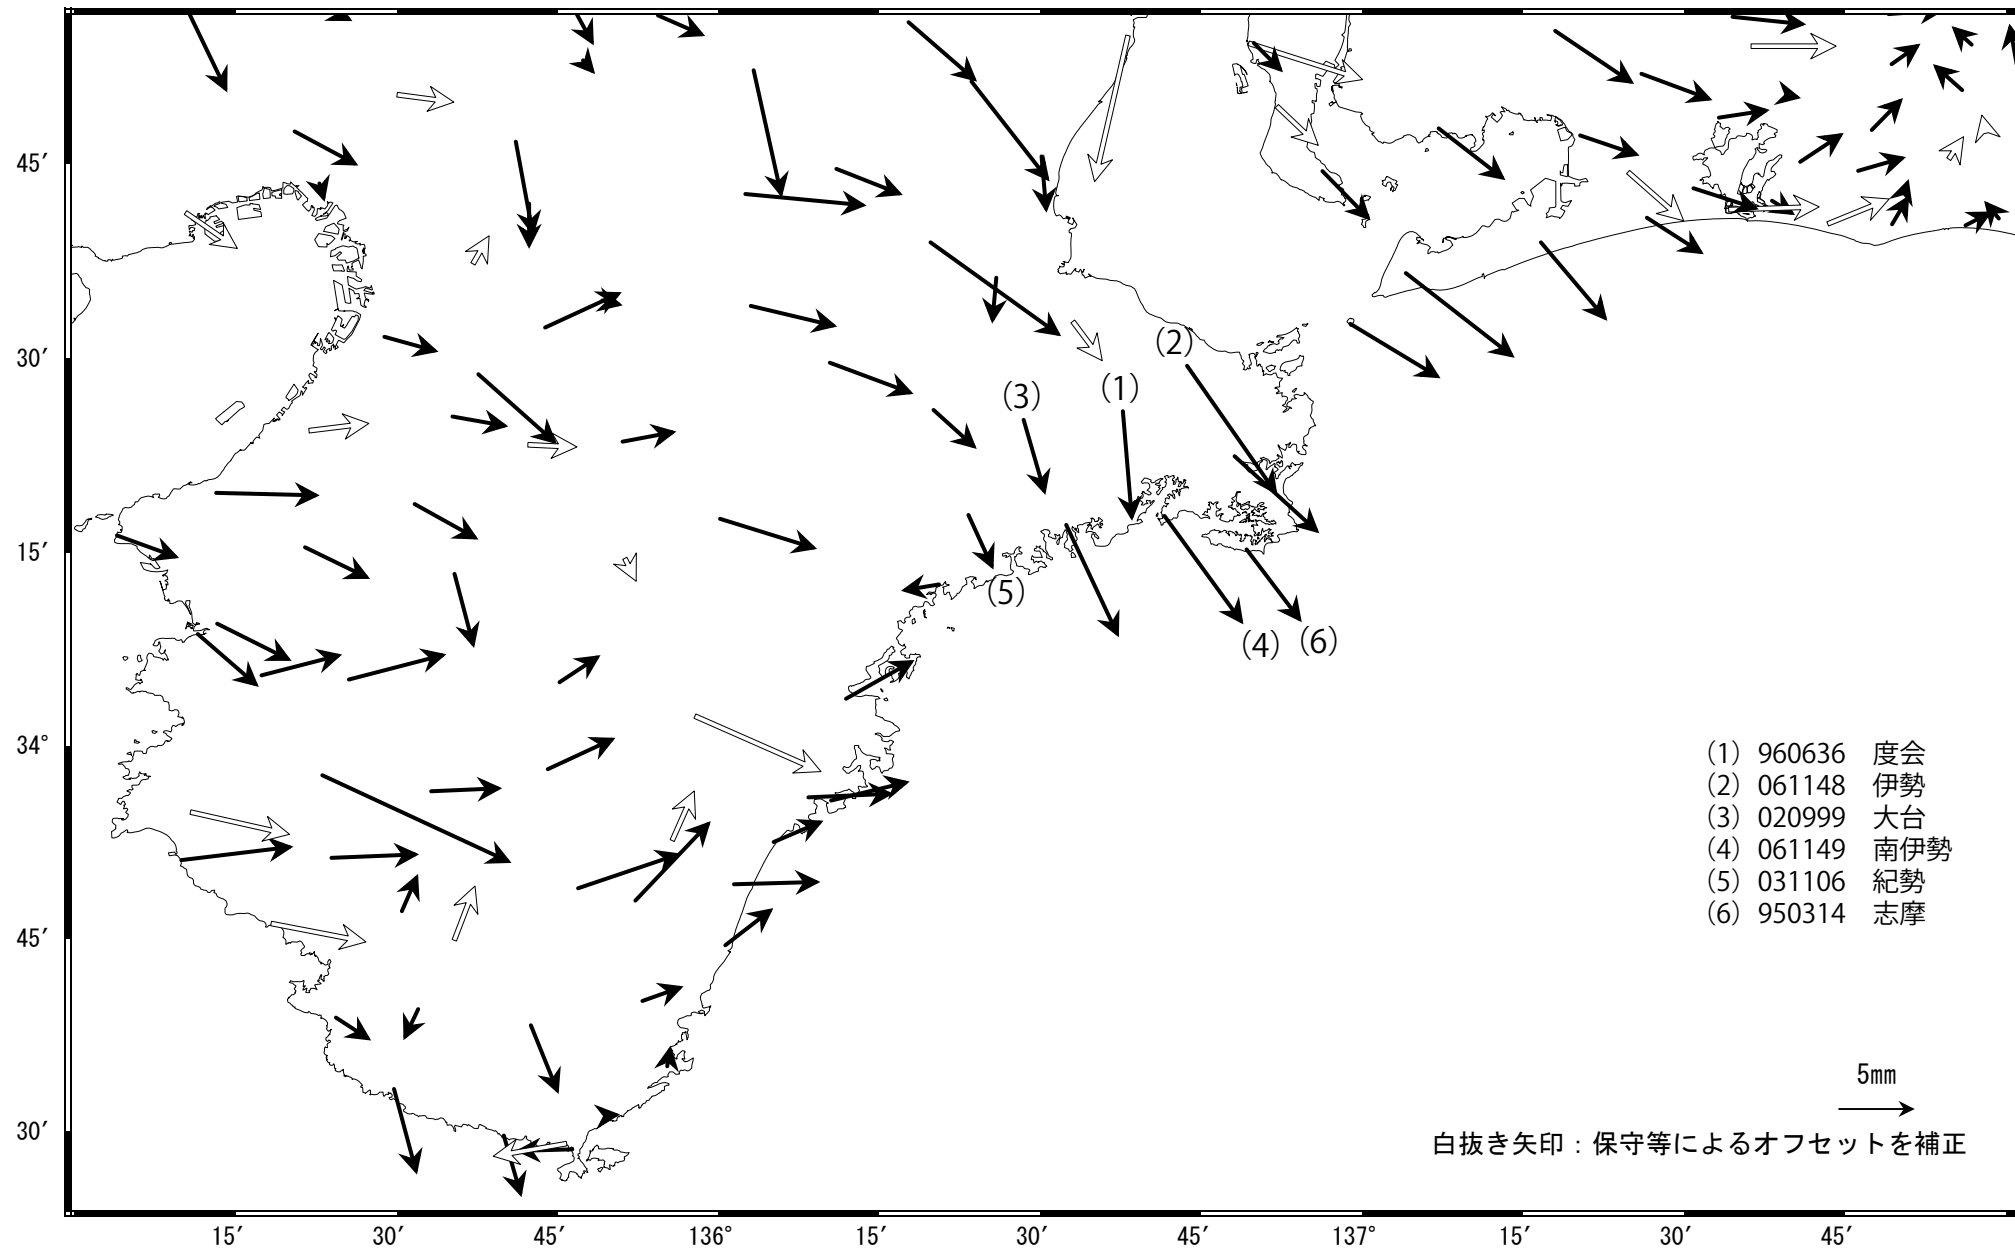 45′
30′
15′
34°
45′
30′
15′
30′
45′
136°
15′
30′
45′
137°
15′
30′
45′
(2)
(1)
(3)
(5)
(4)
(6)
(1) 960636 度会
(2) 061148 伊勢
(3) 020999 大台
(4) 061149 南伊勢
(5) 031106 紀勢
(6) 950314 志摩
5mm
白抜き矢印：保守等によるオフセットを補正